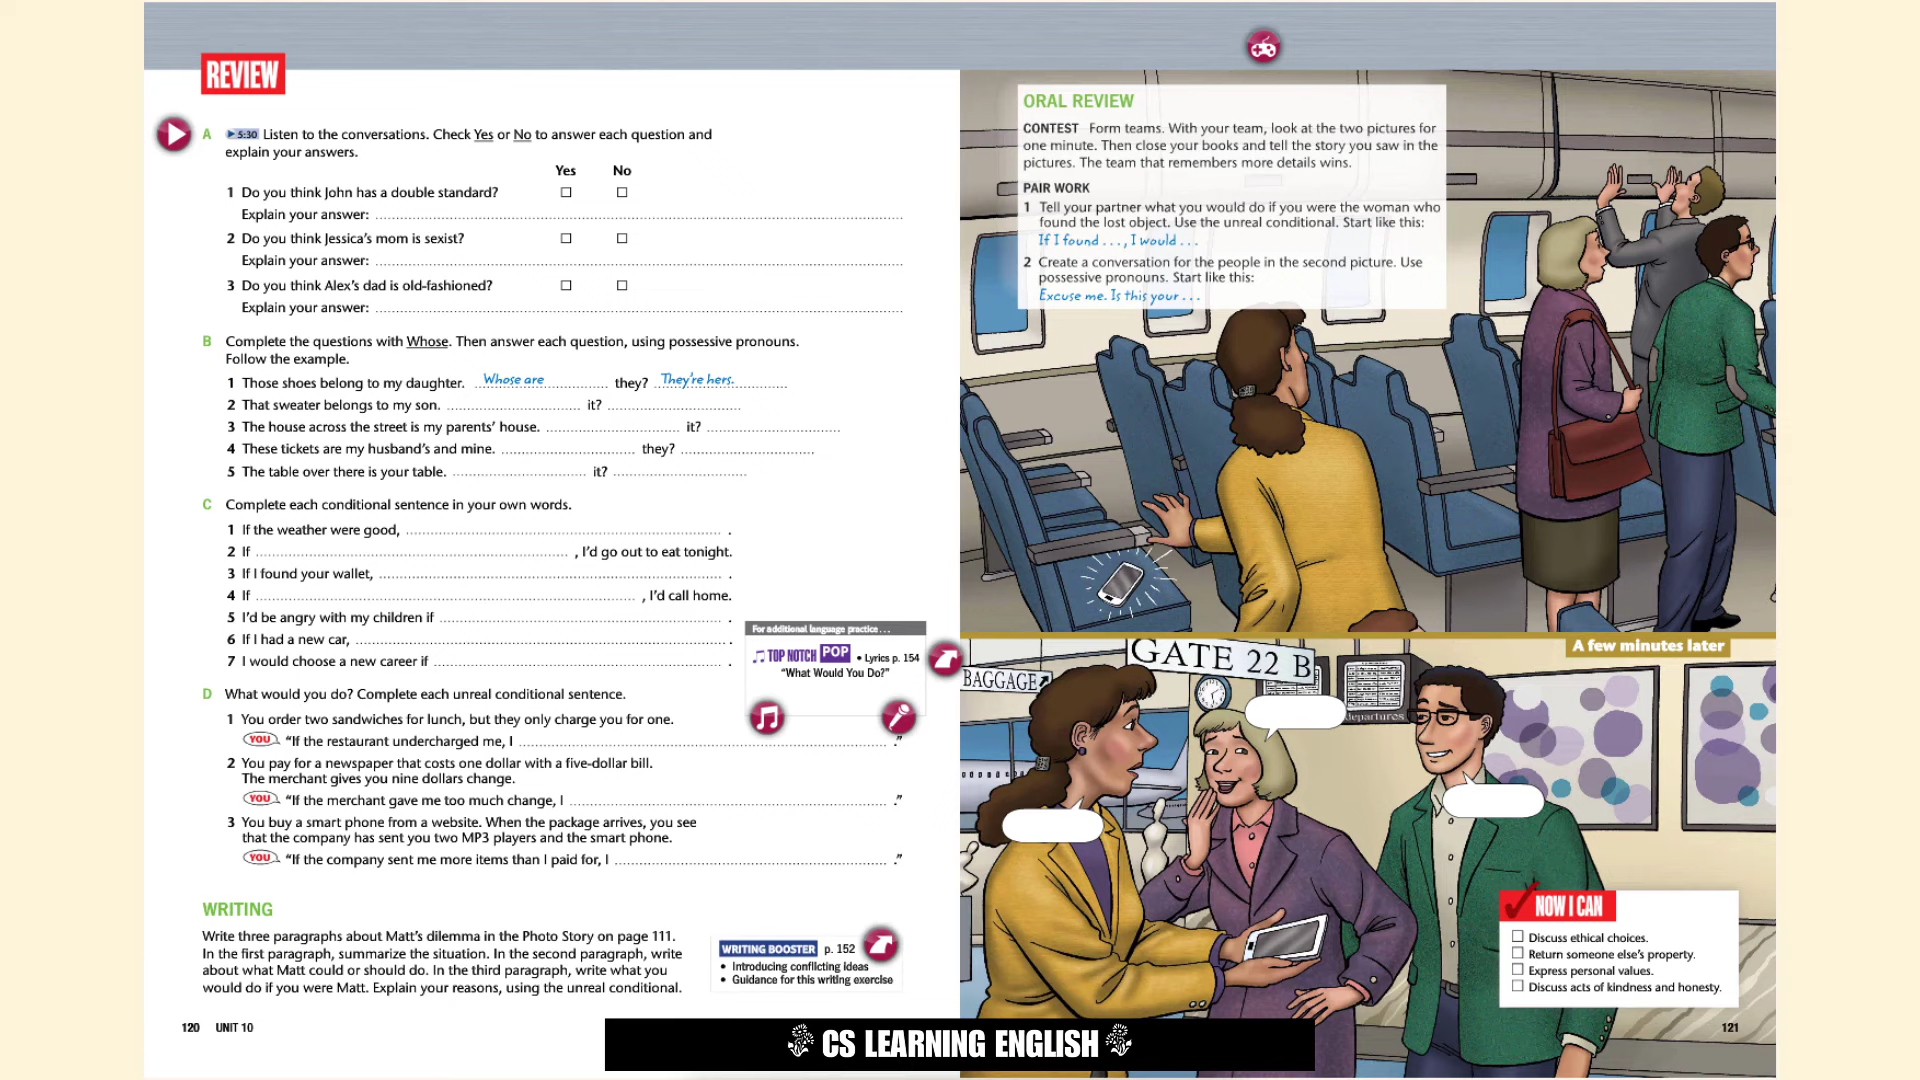 REVIEW
A 5:30 Listen to the conversations. Check Yes or No to answer each question and
explain your answers.
Yes No
1 Do you think John has a double standard?
Explain your answer:
2 Do you think Jessica's mom is sexist?
Explain your answer:
3 Do you think Alex's dad is old-fashioned?
Explain your answer:
B Complete the questions with Whose. Then answer each question, using possessive pronouns.
Follow the example.
1 Those shoes belong to my daughter. Whose are they? They're hers.
2 That sweater belongs to my son. it?
3 The house across the street is my parents' house. it?
4 These tickets are my husband's and mine. they?
5 The table over there is your table. it?
C Complete each conditional sentence in your own words.
1 If the weather were good, .
2 If , I'd go out to eat tonight.
3 If I found your wallet, .
4 If , I'd call home.
5 I'd be angry with my children if .
6 If I had a new car, .
7 I would choose a new career if .
For additional language practice . . .
TOP NOTCH POP • Lyrics p. 154
"What Would You Do?"
D What would you do? Complete each unreal conditional sentence.
1 You order two sandwiches for lunch, but they only charge you for one.
YOU "If the restaurant undercharged me, I ."
2 You pay for a newspaper that costs one dollar with a five-dollar bill.
The merchant gives you nine dollars change.
YOU "If the merchant gave me too much change, I ."
3 You buy a smart phone from a website. When the package arrives, you see
that the company has sent you two MP3 players and the smart phone.
YOU "If the company sent me more items than I paid for, I ."
WRITING
Write three paragraphs about Matt's dilemma in the Photo Story on page 111.
In the first paragraph, summarize the situation. In the second paragraph, write
about what Matt could or should do. In the third paragraph, write what you
would do if you were Matt. Explain your reasons, using the unreal conditional.
WRITING BOOSTER p. 152
• Introducing conflicting ideas
• Guidance for this writing exercise
120 UNIT 10
ORAL REVIEW
CONTEST Form teams. With your team, look at the two pictures for
one minute. Then close your books and tell the story you saw in the
pictures. The team that remembers more details wins.
PAIR WORK
1 Tell your partner what you would do if you were the woman who
found the lost object. Use the unreal conditional. Start like this:
If I found . . . , I would . . .
2 Create a conversation for the people in the second picture. Use
possessive pronouns. Start like this:
Excuse me. Is this your . . .
A few minutes later
GATE 22 B
BAGGAGE
departures
NOW I CAN
Discuss ethical choices.
Return someone else's property.
Express personal values.
Discuss acts of kindness and honesty.
121
CS LEARNING ENGLISH